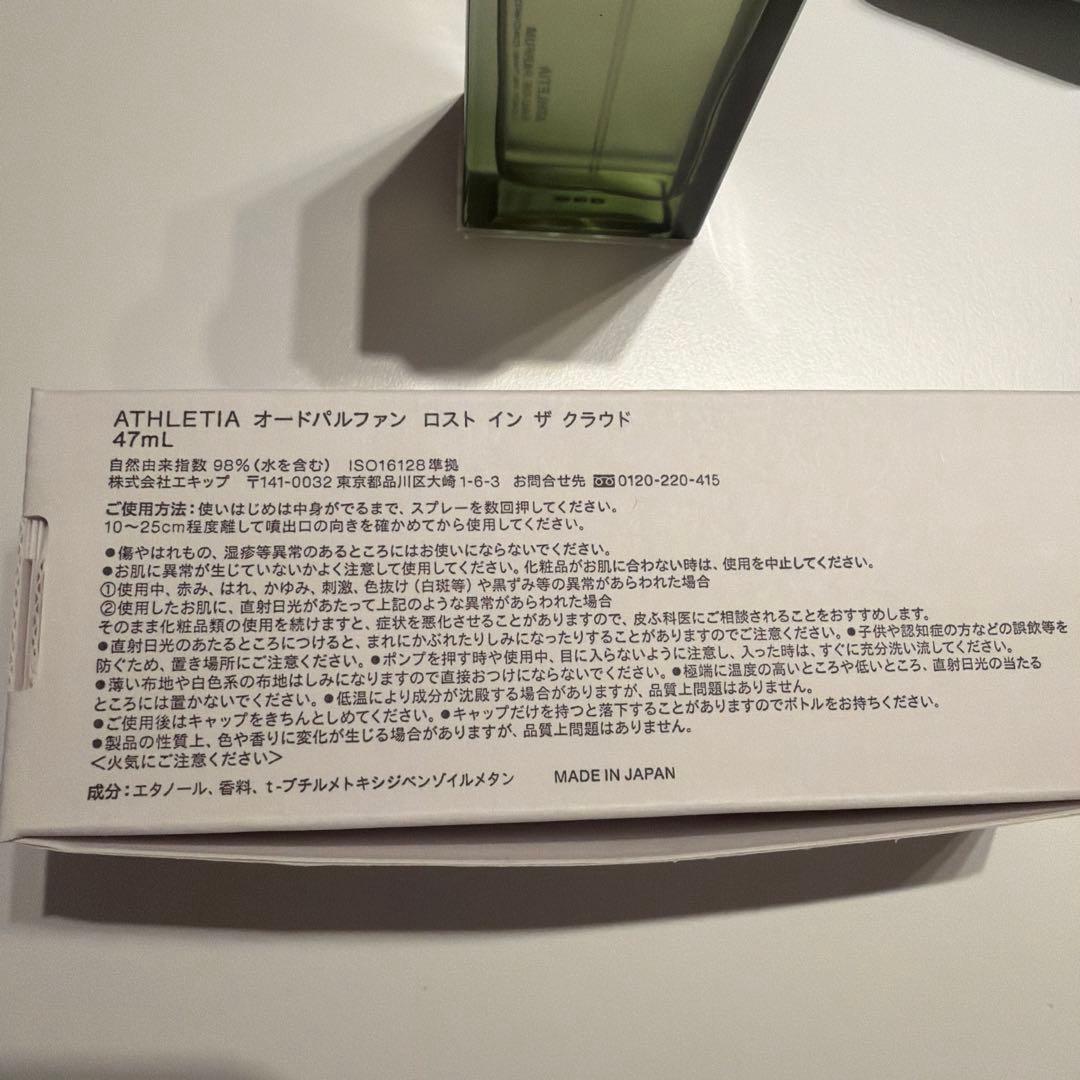 ATHLETIA オードパルファン ロスト イン ザ クラウド
47mL
自然由来指数 98%(水を含む) ISO16128準拠
株式会社エキップ 〒141-0032 東京都品川区大崎1-6-3 お問合せ先 0120-220-415
ご使用方法:使いはじめは中身がでるまで、スプレーを数回押してください。
10〜25cm程度離して噴出口の向きを確かめてから使用してください。
●傷やはれもの、湿疹等異常のあるところにはお使いにならないでください。
●お肌に異常が生じていないかよく注意して使用してください。化粧品がお肌に合わない時は、使用を中止してください。
①使用中、赤み、はれ、かゆみ、刺激、色抜け(白斑等)や黒ずみ等の異常があらわれた場合
②使用したお肌に、直射日光があたって上記のような異常があらわれた場合
そのまま化粧品類の使用を続けますと、症状を悪化させることがありますので、皮ふ科医にご相談されることをおすすめします。
●直射日光のあたるところにつけると、まれにかぶれたりしみになったりすることがありますのでご注意ください。●子供や認知症の方などの誤飲等を
防ぐため、置き場所にご注意ください。●ポンプを押す時や使用中、目に入らないように注意し、入った時は、すぐに充分洗い流してください。
●薄い布地や白色系の布地はしみになりますので直接おつけにならないでください。●極端に温度の高いところや低いところ、直射日光の当たる
ところには置かないでください。●低温により成分が沈殿する場合がありますが、品質上問題はありません。
●ご使用後はキャップをきちんとしめてください。●キャップだけを持つと落下することがありますのでボトルをお持ちください。
●製品の性質上、色や香りに変化が生じる場合がありますが、品質上問題はありません。
<火気にご注意ください>
成分:エタノール、香料、t-ブチルメトキシジベンゾイルメタン MADE IN JAPAN